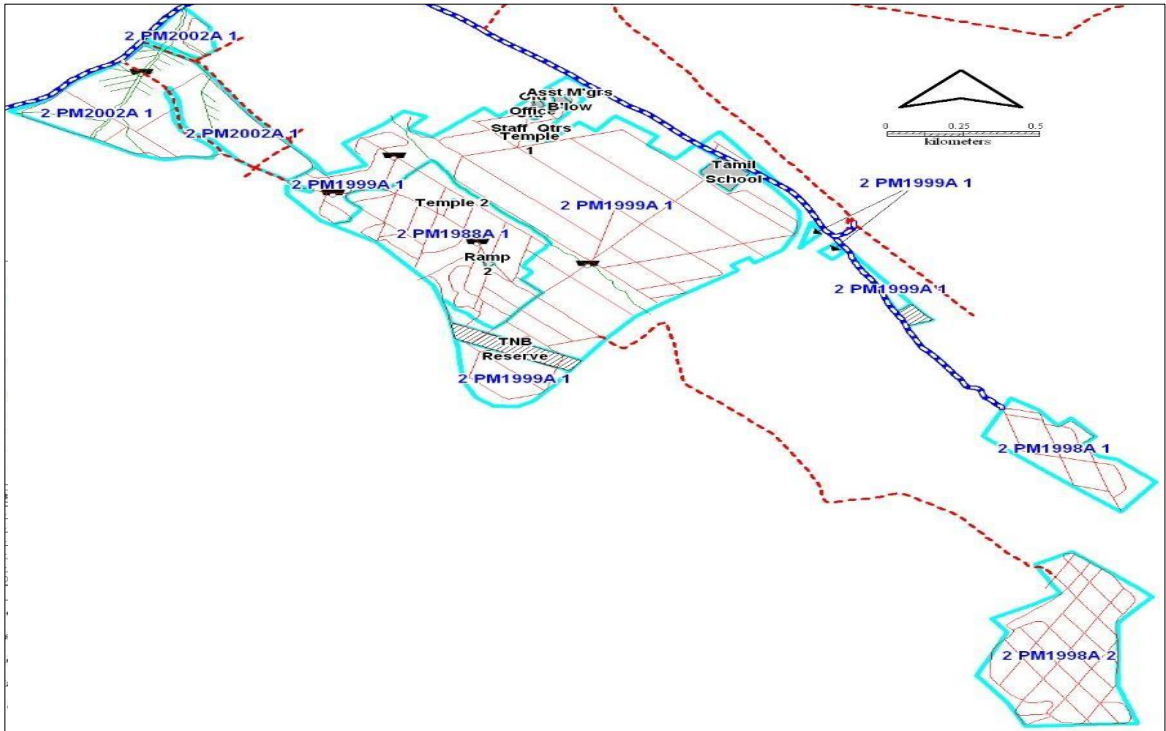 2 PM2002A 1
2 PM2002A 1
2 PM2002A 1
Asst M'grs
B'low
Office
Staff Qtrs
Temple
1
Tamil
School
0 0.25 0.5
kilometers
2 PM1999A 1
2 PM1999A 1
Temple 2
2 PM1999A 1
2 PM1988A 1
Ramp
2
2 PM1999A 1
TNB
Reserve
2 PM1999A 1
2 PM1998A 1
2 PM1998A 2